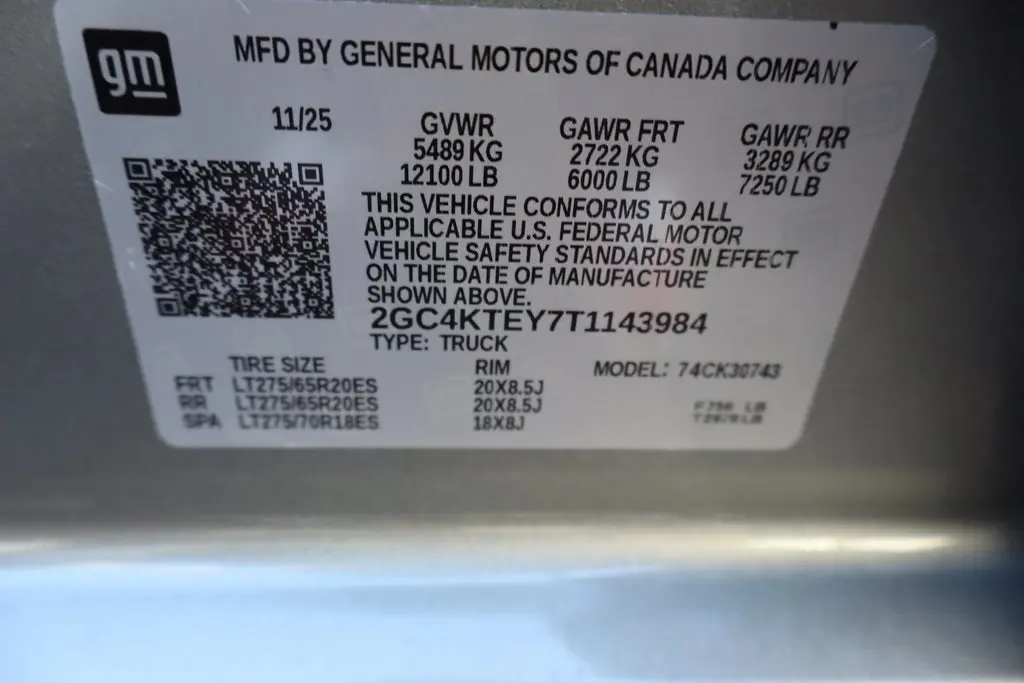 gm
MFD BY GENERAL MOTORS OF CANADA COMPANY
11/25 GVWR GAWR FRT GAWR RR
5489 KG 2722 KG 3289 KG
12100 LB 6000 LB 7250 LB
THIS VEHICLE CONFORMS TO ALL
APPLICABLE U.S. FEDERAL MOTOR
VEHICLE SAFETY STANDARDS IN EFFECT
ON THE DATE OF MANUFACTURE
SHOWN ABOVE.
2GC4KTEY7T1143984
TYPE: TRUCK
TIRE SIZE RIM MODEL: 74CK30743
FRT LT275/65R20ES 20X8.5J
RR LT275/65R20ES 20X8.5J
SPA LT275/70R18ES 18X8J
LB
LB